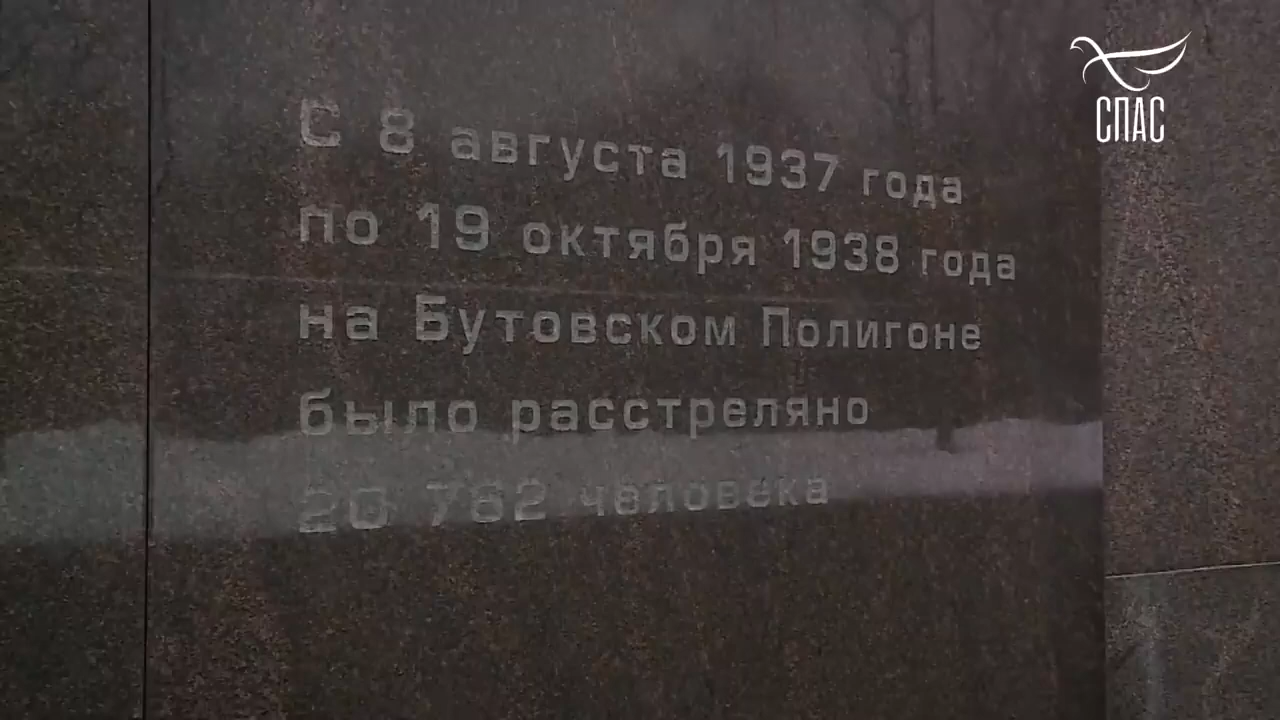 СПАС
С 8 августа 1937 года
по 19 октября 1938 года
на Бутовском Полигоне
было расстреляно
20 762 человека